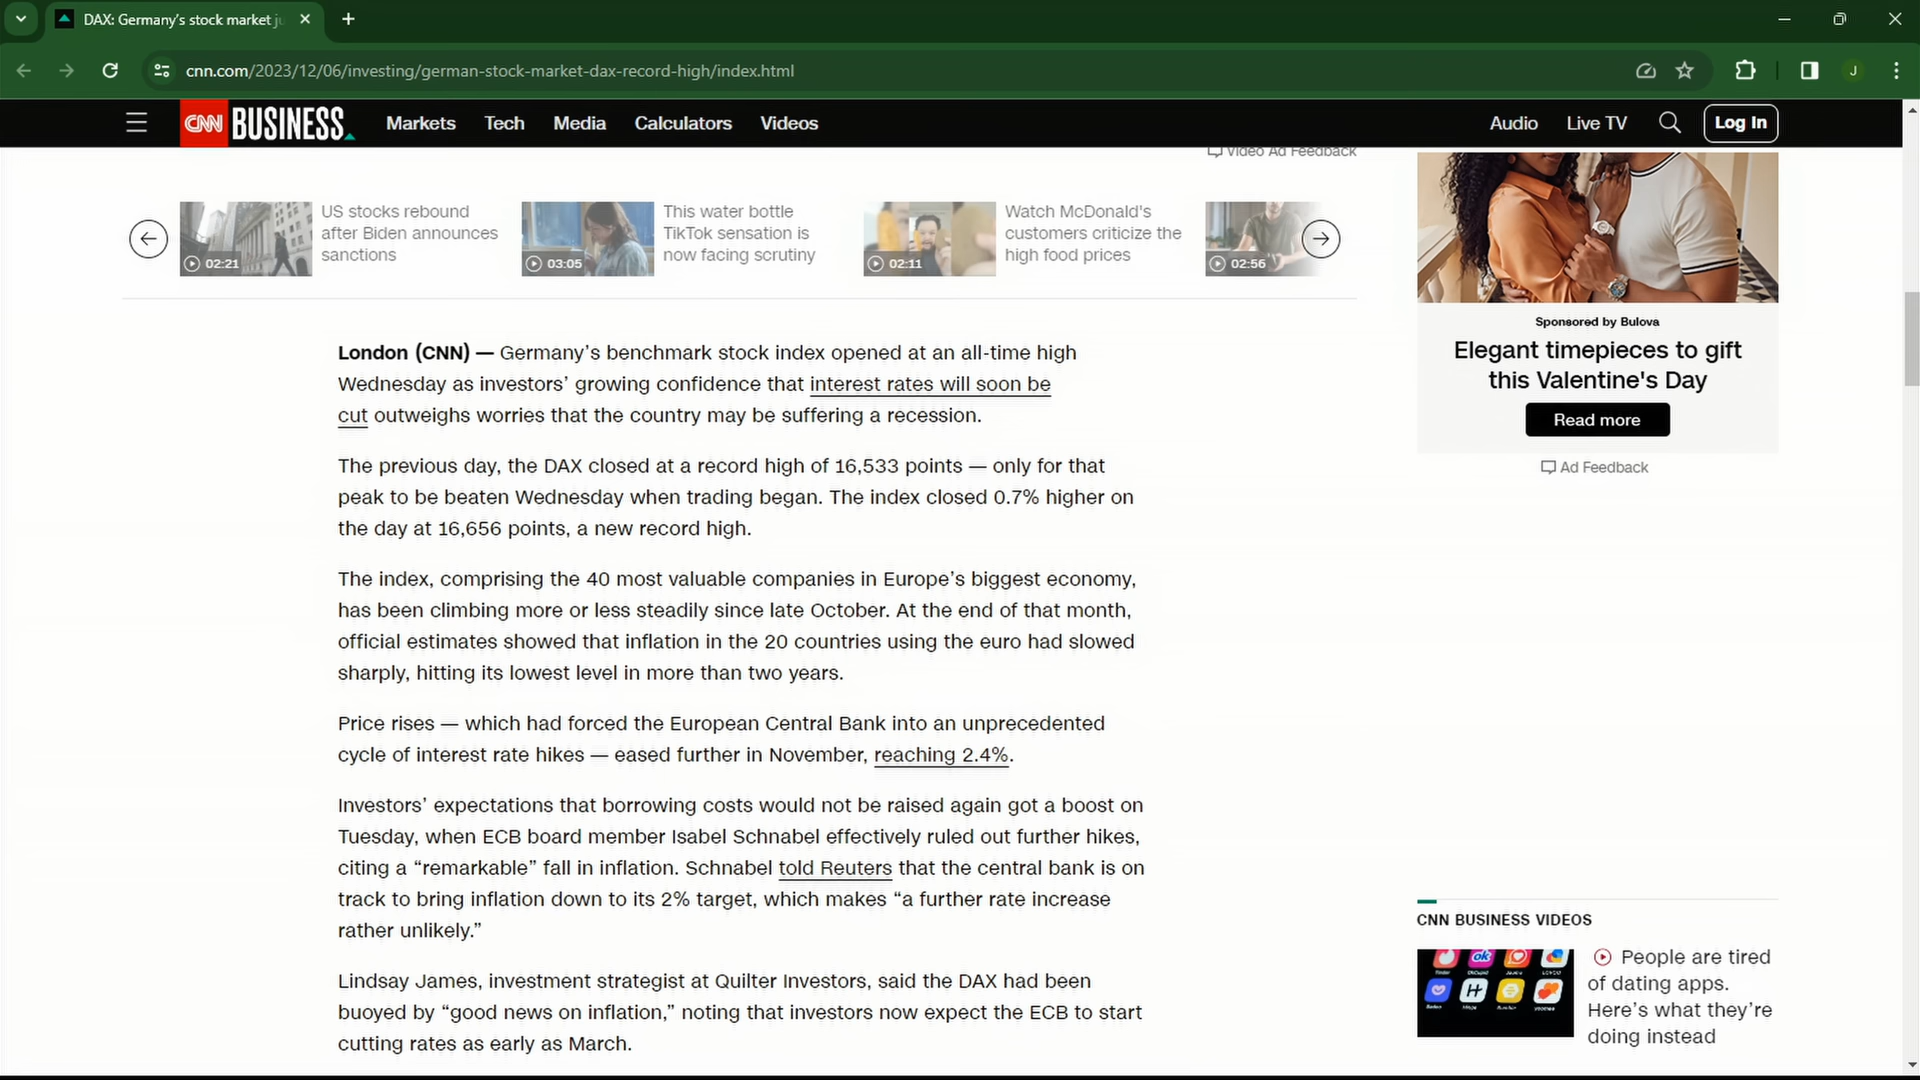 DAX: Germany's stock market ju
cnn.com/2023/12/06/investing/german-stock-market-dax-record-high/index.html
J
CNN BUSINESS
Markets
Tech
Media
Calculators
Videos
Audio
Live TV
Log In
Video Ad Feedback
02:21
US stocks rebound
after Biden announces
sanctions
03:05
This water bottle
TikTok sensation is
now facing scrutiny
02:11
Watch McDonald's
customers criticize the
high food prices
02:56
London (CNN) — Germany’s benchmark stock index opened at an all-time high
Wednesday as investors’ growing confidence that interest rates will soon be
cut outweighs worries that the country may be suffering a recession.
The previous day, the DAX closed at a record high of 16,533 points — only for that
peak to be beaten Wednesday when trading began. The index closed 0.7% higher on
the day at 16,656 points, a new record high.
The index, comprising the 40 most valuable companies in Europe’s biggest economy,
has been climbing more or less steadily since late October. At the end of that month,
official estimates showed that inflation in the 20 countries using the euro had slowed
sharply, hitting its lowest level in more than two years.
Price rises — which had forced the European Central Bank into an unprecedented
cycle of interest rate hikes — eased further in November, reaching 2.4%.
Investors’ expectations that borrowing costs would not be raised again got a boost on
Tuesday, when ECB board member Isabel Schnabel effectively ruled out further hikes,
citing a “remarkable” fall in inflation. Schnabel told Reuters that the central bank is on
track to bring inflation down to its 2% target, which makes “a further rate increase
rather unlikely.”
Lindsay James, investment strategist at Quilter Investors, said the DAX had been
buoyed by “good news on inflation,” noting that investors now expect the ECB to start
cutting rates as early as March.
Sponsored by Bulova
Elegant timepieces to gift
this Valentine's Day
Read more
Ad Feedback
CNN BUSINESS VIDEOS
ok
H
People are tired
of dating apps.
Here’s what they’re
doing instead